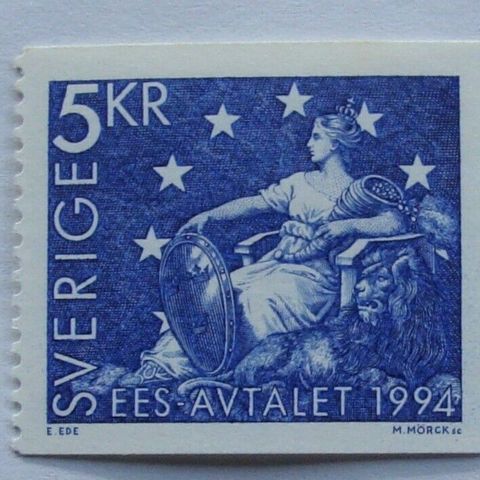 5KR
SVERIGE
EES-AVTALET 1994
E. EDE
M. MÖRCK sc